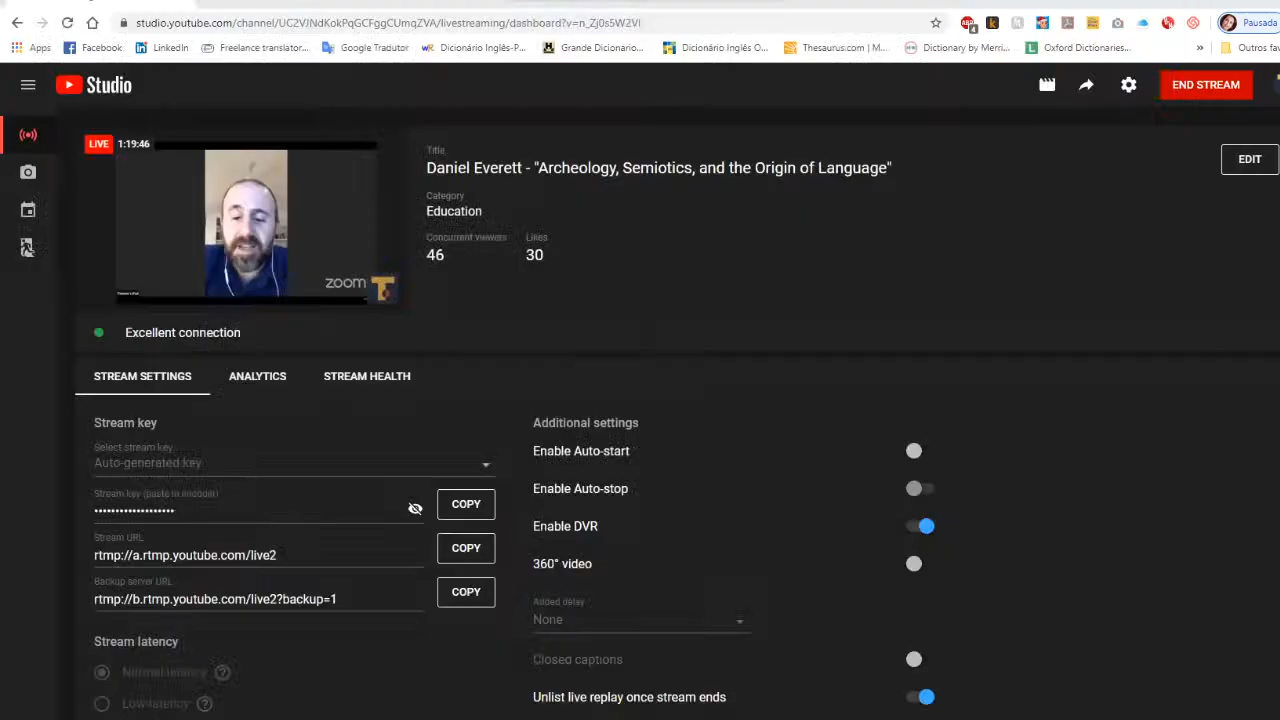 studio.youtube.com/channel/UC2VJNdKokPqGCFggCUmqZVA/livestreaming/dashboard?v=n_Zj0s5W2VI
4
Pausada
Apps Facebook LinkedIn Freelance translator... Google Tradutor Dicionário Inglês-P... Grande Dicionario... Dicionário Inglês O... Thesaurus.com | M... Dictionary by Merri... Oxford Dictionaries... » Outros fav
Studio
END STREAM
LIVE 1:19:46
zoom
Title
Daniel Everett - "Archeology, Semiotics, and the Origin of Language"
EDIT
Category
Education
Concurrent viewers Likes
46 30
Excellent connection
STREAM SETTINGS ANALYTICS STREAM HEALTH
Stream key
Select stream key
Auto-generated key
Stream key (paste in encoder)
COPY
Stream URL
rtmp://a.rtmp.youtube.com/live2
COPY
Backup server URL
rtmp://b.rtmp.youtube.com/live2?backup=1
COPY
Stream latency
Normal latency
Low-latency
Additional settings
Enable Auto-start
Enable Auto-stop
Enable DVR
360° video
Added delay
None
Closed captions
Unlist live replay once stream ends